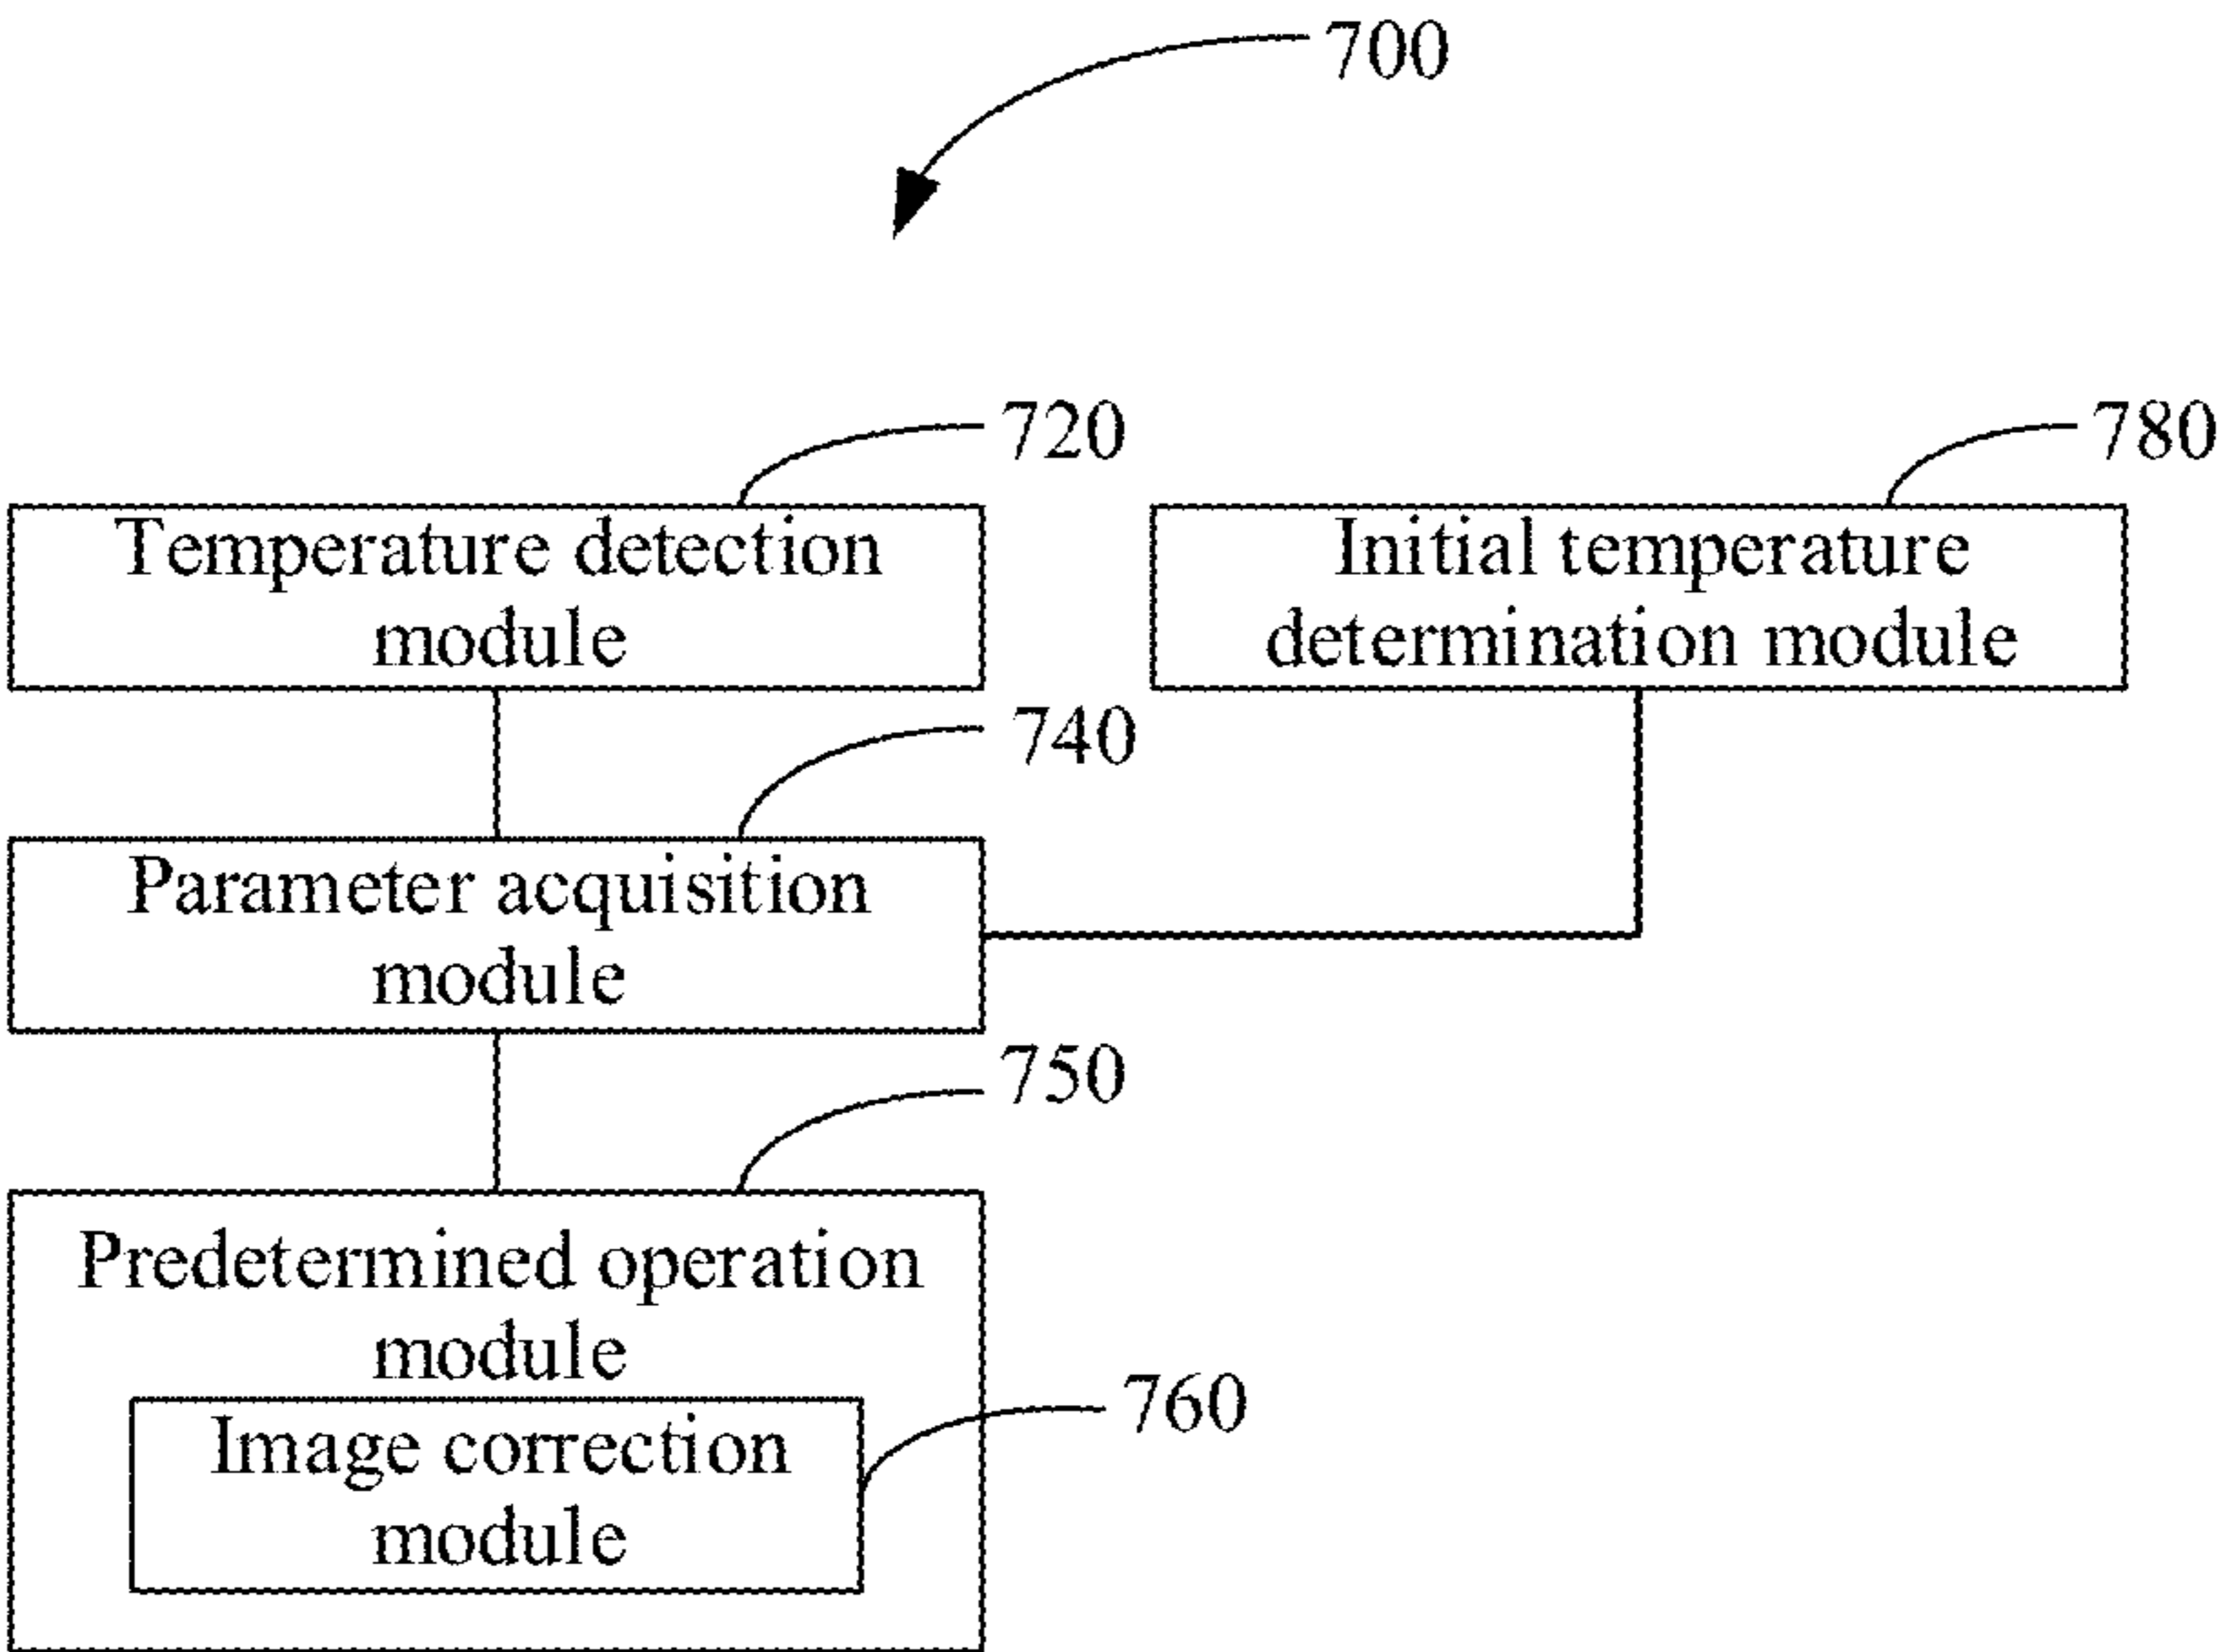 700
720
780
Temperature detection
module
Initial temperature
determination module
740
Parameter acquisition
module
750
Predetermined operation
module
760
Image correction
module